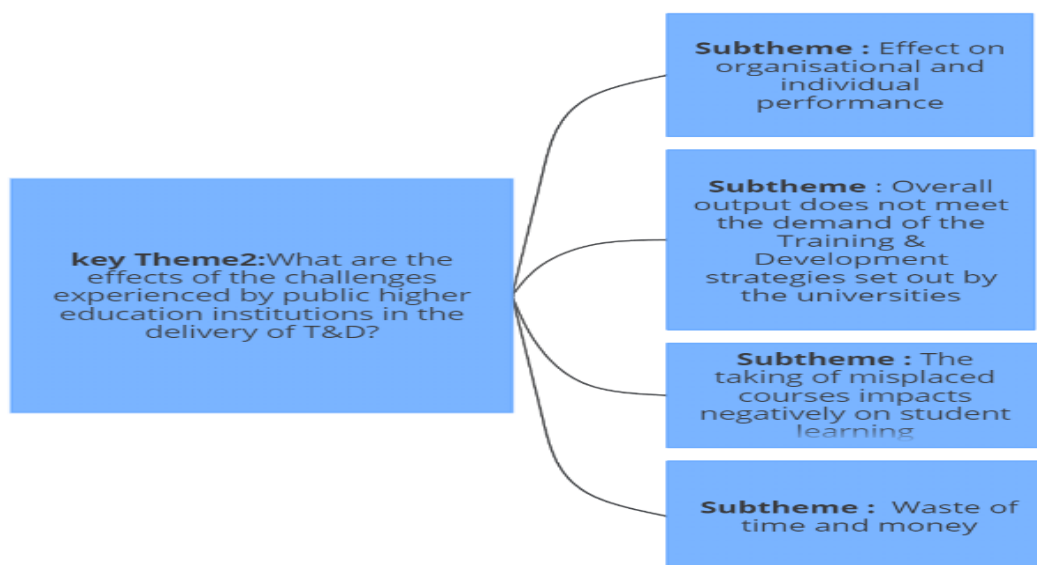 key Theme2:What are the
effects of the challenges
experienced by public higher
education institutions in the
delivery of T&D?
Subtheme : Effect on
organisational and
individual
performance
Subtheme : Overall
output does not meet
the demand of the
Training &
Development
strategies set out by
the universities
Subtheme : The
taking of misplaced
courses impacts
negatively on student
learning
Subtheme : Waste of
time and money